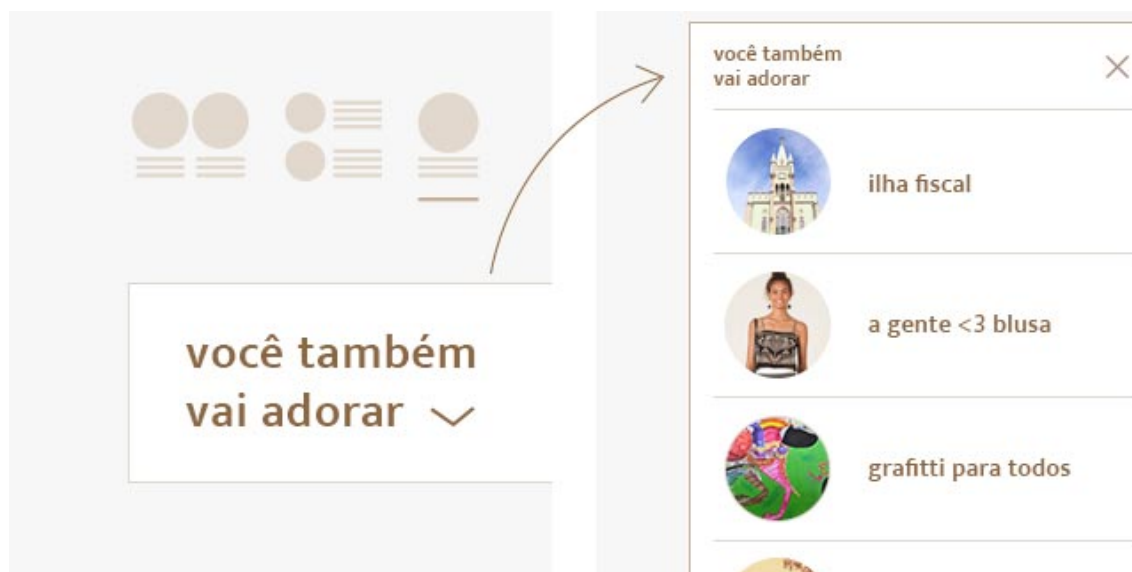 você também
vai adorar
você também
vai adorar
ilha fiscal
a gente <3 blusa
grafitti para todos